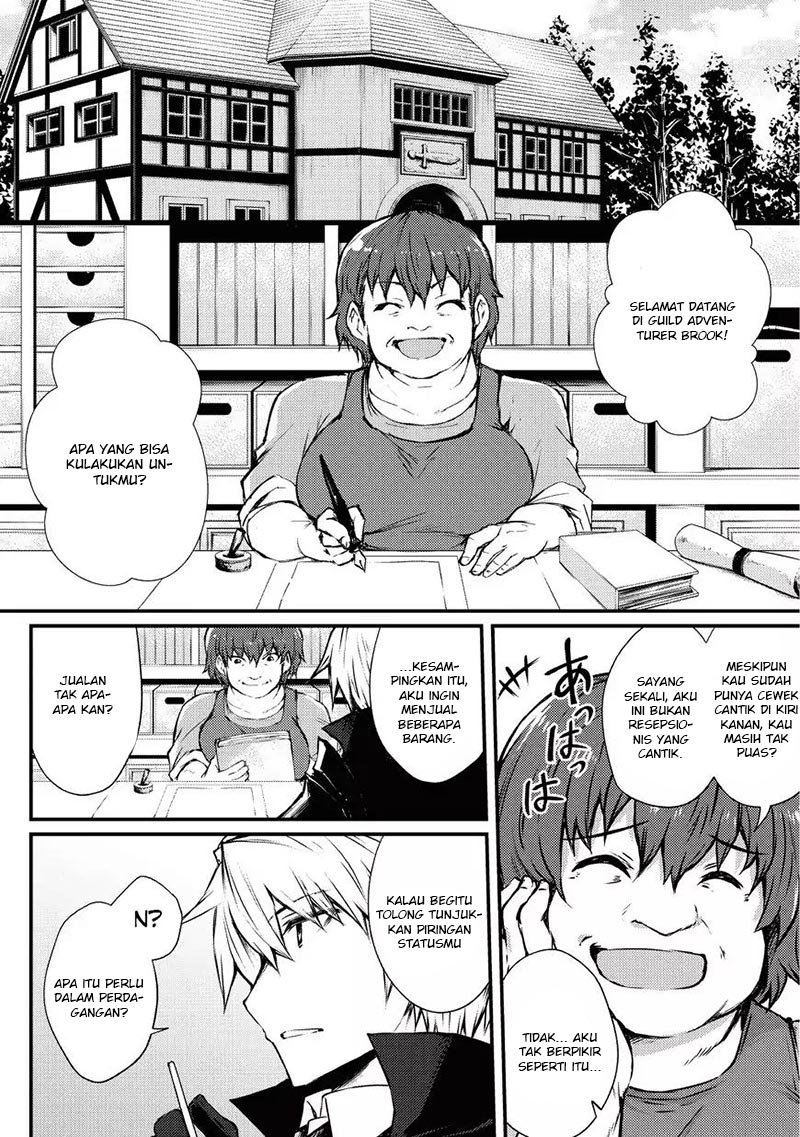 SELAMAT DATANG
DI GUILD ADVEN-
TURER BROOK!
APA YANG BISA
KULAKUKAN UN-
TUKMU?
MESKIPUN
KAU SUDAH
PUNYA CEWEK
CANTIK DI KIRI
KANAN, KAU
MASIH TAK
PUAS?
SAYANG
SEKALI, AKU
INI BUKAN
RESEPSIO-
NIS YANG
CANTIK.
あっはっは
TIDAK... AKU
TAK BERPIKIR
SEPERTI ITU...
...KESAM-
PINGKAN ITU,
AKU INGIN
MENJUAL
BEBERAPA
BARANG.
JUALAN
TAK APA-
APA KAN?
KALAU BEGITU
TOLONG TUNJUK-
KAN PIRINGAN
STATUSMU
N?
APA ITU PERLU
DALAM PERDA-
GANGAN?